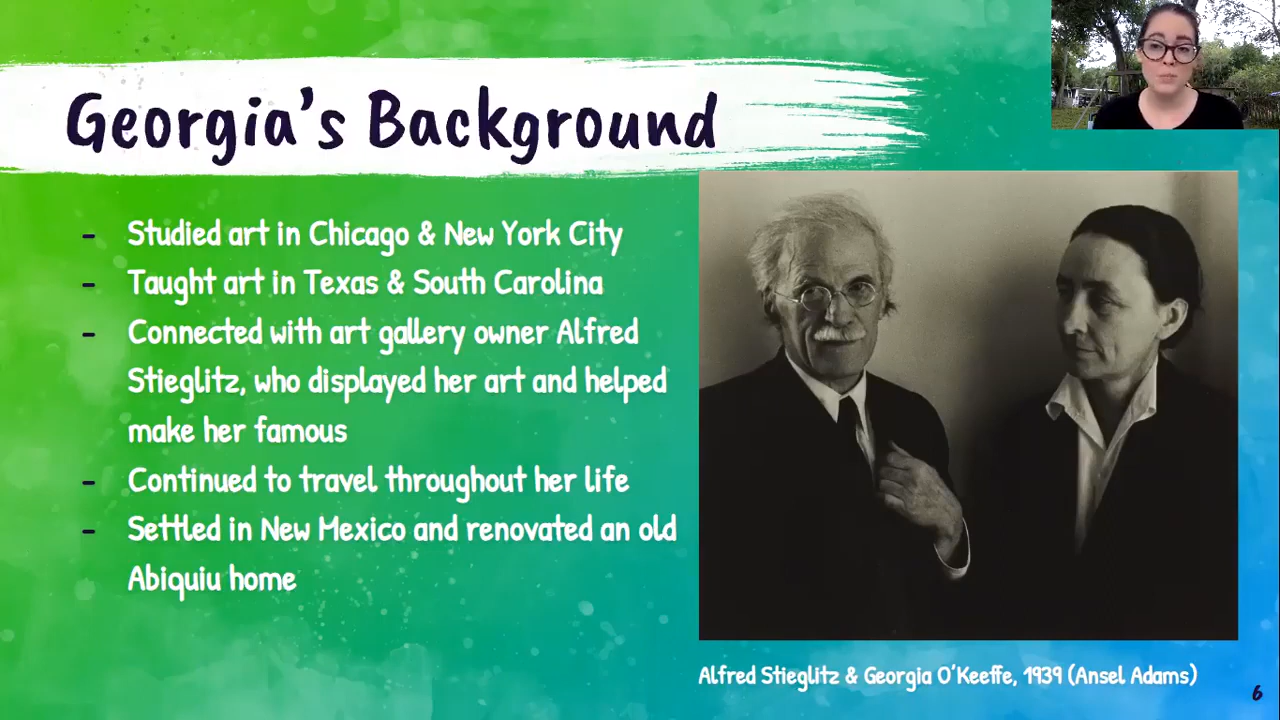 Georgia's Background
- Studied art in Chicago & New York City
- Taught art in Texas & South Carolina
- Connected with art gallery owner Alfred
Stieglitz, who displayed her art and helped
make her famous
- Continued to travel throughout her life
- Settled in New Mexico and renovated an old
Abiquiu home
Alfred Stieglitz & Georgia O'Keeffe, 1939 (Ansel Adams)
6